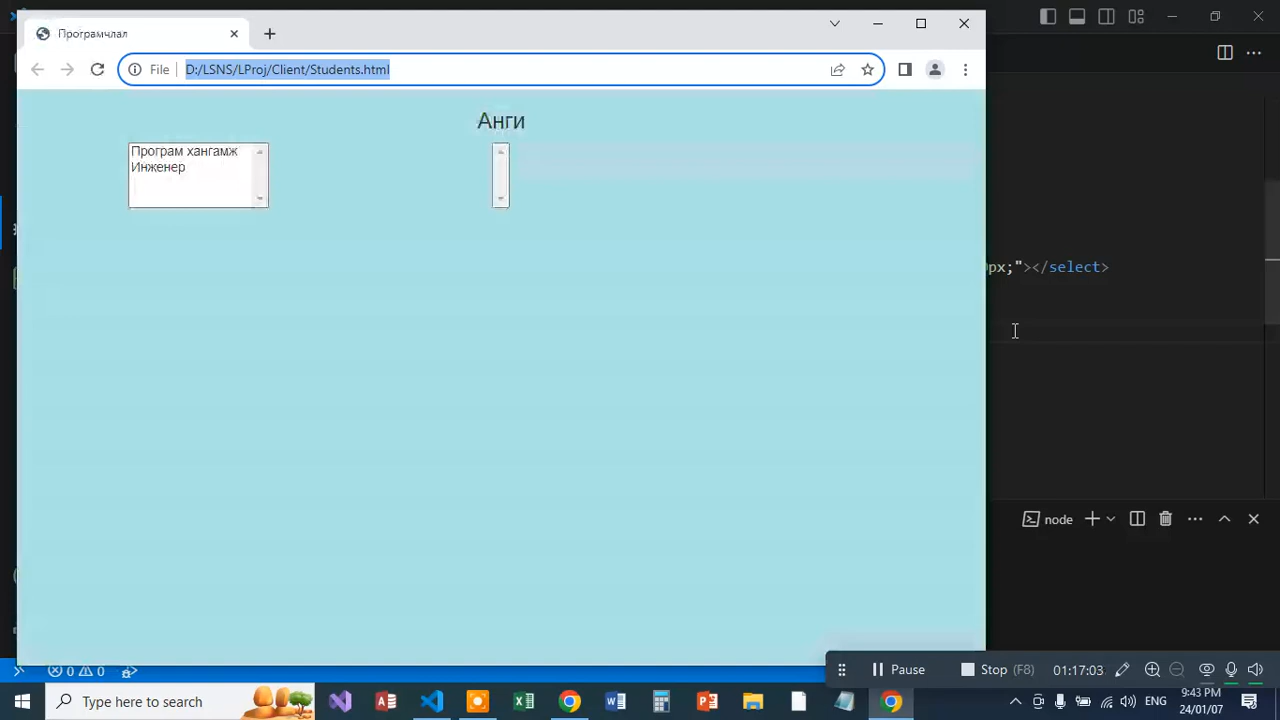 Програмчлал
File
D:/LSNS/LProj/Client/Students.html
Анги
Програм хангамж
Инженер
0px;"></select>
node
0 0
Pause
Stop (F8)
01:17:03
Type here to search
ENG
9:43 PM
24/01/07